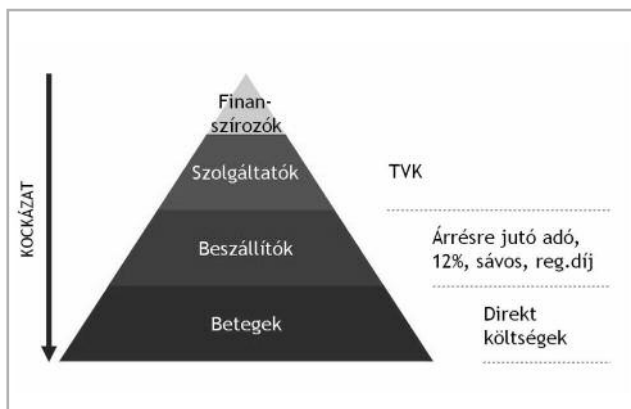 Finan-
szírozók
Szolgáltatók
TVK
KOCKÁZAT
Beszállítók
Árrésre jutó adó,
12%, sávos, reg.díj
Betegek
Direkt
költségek